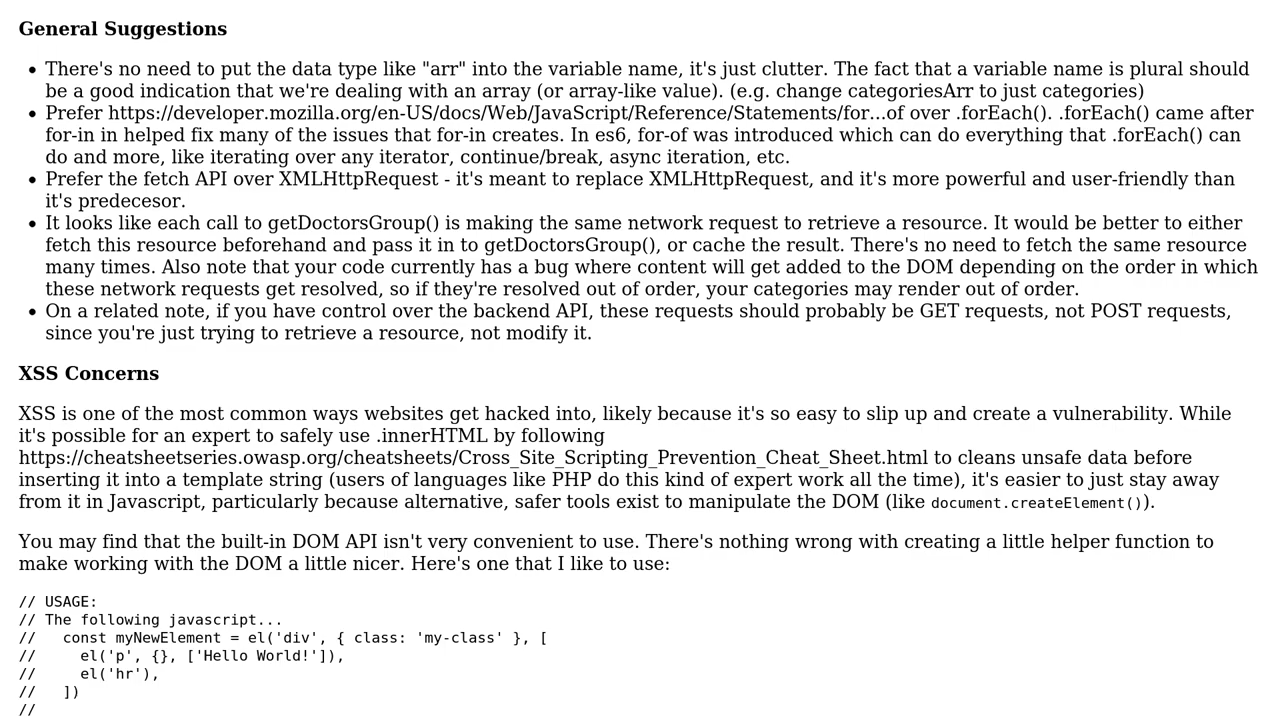 General Suggestions
• There's no need to put the data type like "arr" into the variable name, it's just clutter. The fact that a variable name is plural should
be a good indication that we're dealing with an array (or array-like value). (e.g. change categoriesArr to just categories)
• Prefer https://developer.mozilla.org/en-US/docs/Web/JavaScript/Reference/Statements/for...of over .forEach(). .forEach() came after
for-in in helped fix many of the issues that for-in creates. In es6, for-of was introduced which can do everything that .forEach() can
do and more, like iterating over any iterator, continue/break, async iteration, etc.
• Prefer the fetch API over XMLHttpRequest - it's meant to replace XMLHttpRequest, and it's more powerful and user-friendly than
it's predecesor.
• It looks like each call to getDoctorsGroup() is making the same network request to retrieve a resource. It would be better to either
fetch this resource beforehand and pass it in to getDoctorsGroup(), or cache the result. There's no need to fetch the same resource
many times. Also note that your code currently has a bug where content will get added to the DOM depending on the order in which
these network requests get resolved, so if they're resolved out of order, your categories may render out of order.
• On a related note, if you have control over the backend API, these requests should probably be GET requests, not POST requests,
since you're just trying to retrieve a resource, not modify it.
XSS Concerns
XSS is one of the most common ways websites get hacked into, likely because it's so easy to slip up and create a vulnerability. While
it's possible for an expert to safely use .innerHTML by following
https://cheatsheetseries.owasp.org/cheatsheets/Cross_Site_Scripting_Prevention_Cheat_Sheet.html to cleans unsafe data before
inserting it into a template string (users of languages like PHP do this kind of expert work all the time), it's easier to just stay away
from it in Javascript, particularly because alternative, safer tools exist to manipulate the DOM (like document.createElement()).
You may find that the built-in DOM API isn't very convenient to use. There's nothing wrong with creating a little helper function to
make working with the DOM a little nicer. Here's one that I like to use:
// USAGE:
// The following javascript...
//   const myNewElement = el('div', { class: 'my-class' }, [
//     el('p', {}, ['Hello World!']),
//     el('hr'),
//   ])
//